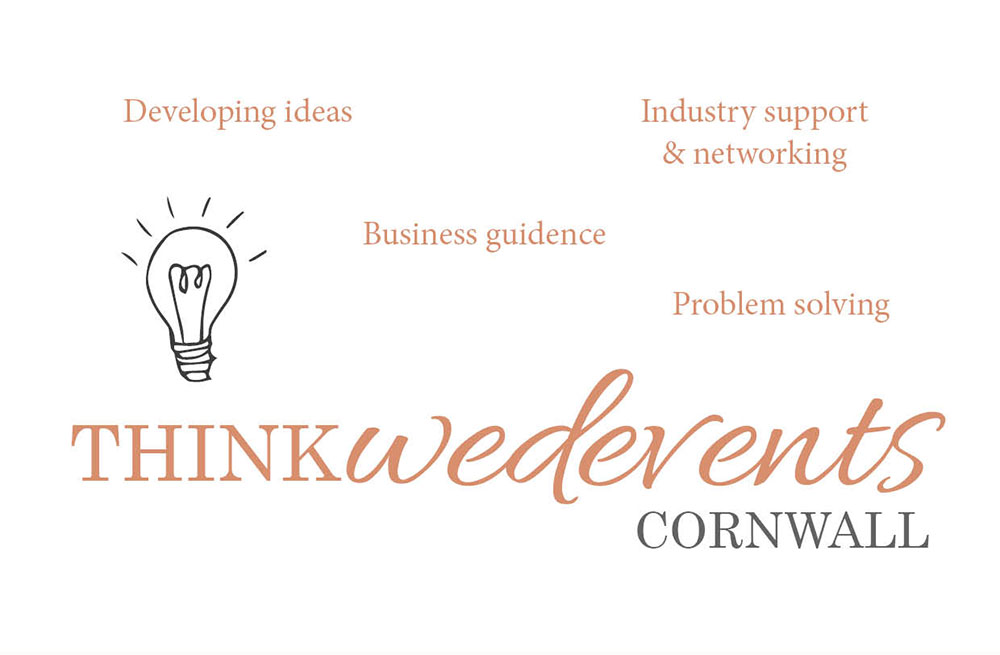 Developing ideas
Industry support
& networking
Business guidence
Problem solving
THINKwedevents
CORNWALL